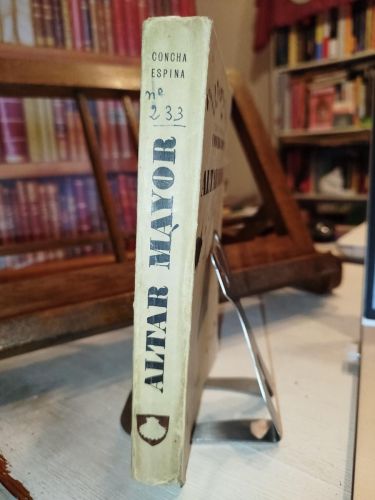 CONCHA
ESPINA
nº
233
ALTAR MAYOR